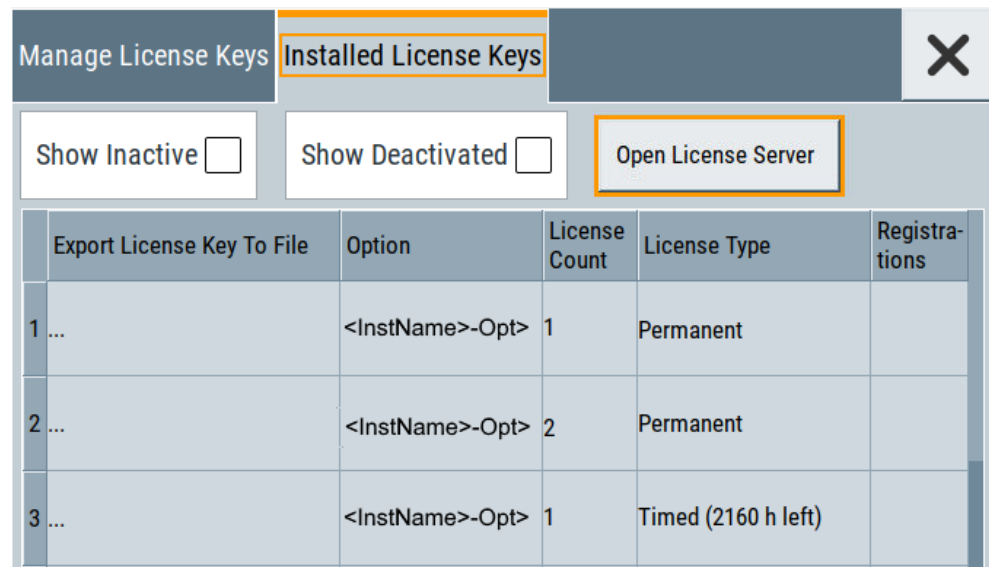 Manage License Keys Installed License Keys
Show Inactive Show Deactivated Open License Server
Export License Key To File Option License Count License Type Registra-tions
1 ... <InstName>-Opt> 1 Permanent
2 ... <InstName>-Opt> 2 Permanent
3 ... <InstName>-Opt> 1 Timed (2160 h left)